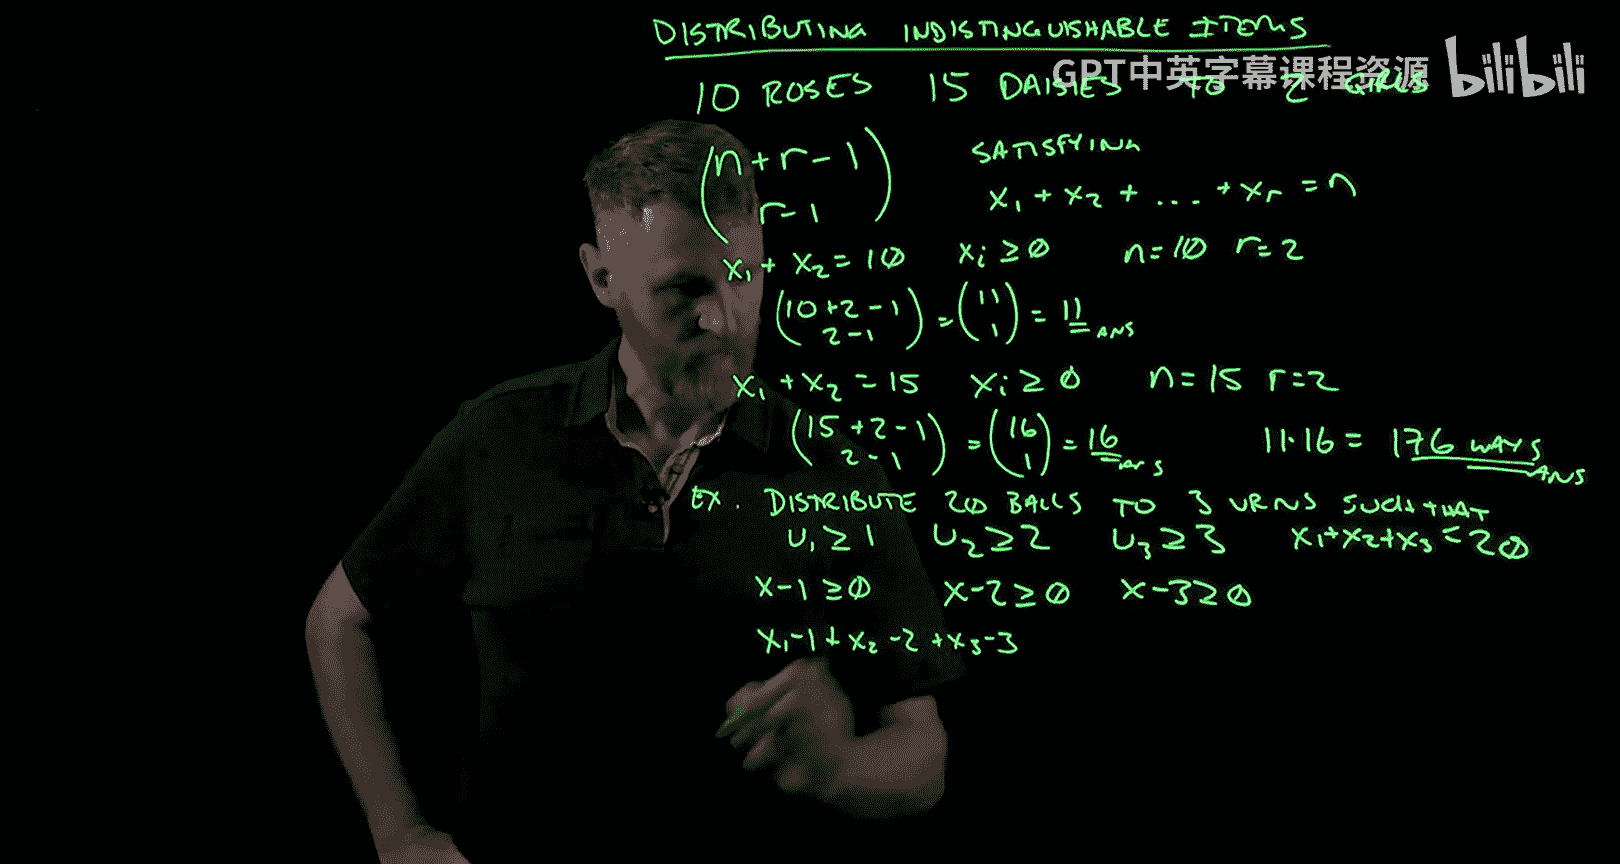 DISTRIBUTING INDISTINGUISHABLE ITEMS
GPT中英字幕课程资源 bilibili
10 ROSES 15 DAISIES TO 2 GIRLS
(n+r-1 / r-1) SATISFYING
x₁ + x₂ + ... + xᵣ = n
x₁ + x₂ = 10 xᵢ ≥ 0 n=10 r=2
(10+2-1 / 2-1) = (11 / 1) = 11 ANS
x₁ + x₂ = 15 xᵢ ≥ 0 n=15 r=2
(15+2-1 / 2-1) = (16 / 1) = 16 ANS 11·16 = 176 WAYS ANS
EX. DISTRIBUTE 20 BALLS TO 3 URNS SUCH THAT
U₁ ≥ 1 U₂ ≥ 2 U₃ ≥ 3 x₁+x₂+x₃=20
x-1 ≥ 0 x-2 ≥ 0 x-3 ≥ 0
x₁-1+x₂-2+x₃-3